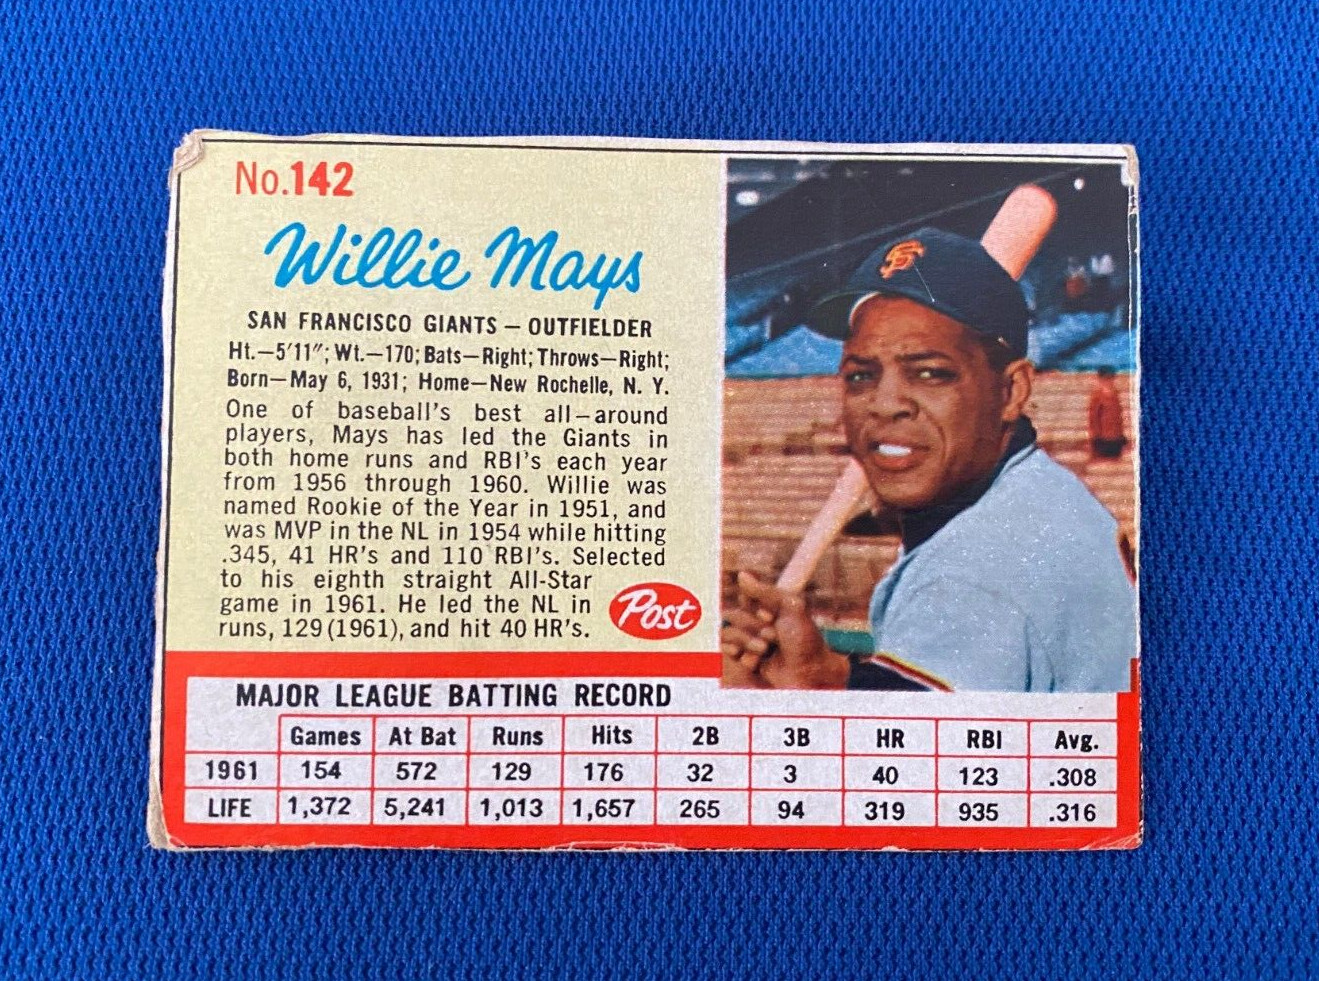 No.142
Willie Mays
SAN FRANCISCO GIANTS – OUTFIELDER
Ht.–5'11"; Wt.–170; Bats–Right; Throws–Right;
Born–May 6, 1931; Home–New Rochelle, N. Y.
One of baseball's best all–around
players, Mays has led the Giants in
both home runs and RBI's each year
from 1956 through 1960. Willie was
named Rookie of the Year in 1951, and
was MVP in the NL in 1954 while hitting
.345, 41 HR's and 110 RBI's. Selected
to his eighth straight All-Star
game in 1961. He led the NL in
runs, 129 (1961), and hit 40 HR's.
Post
SF
MAJOR LEAGUE BATTING RECORD
Games At Bat Runs Hits 2B 3B HR RBI Avg.
1961 154 572 129 176 32 3 40 123 .308
LIFE 1,372 5,241 1,013 1,657 265 94 319 935 .316